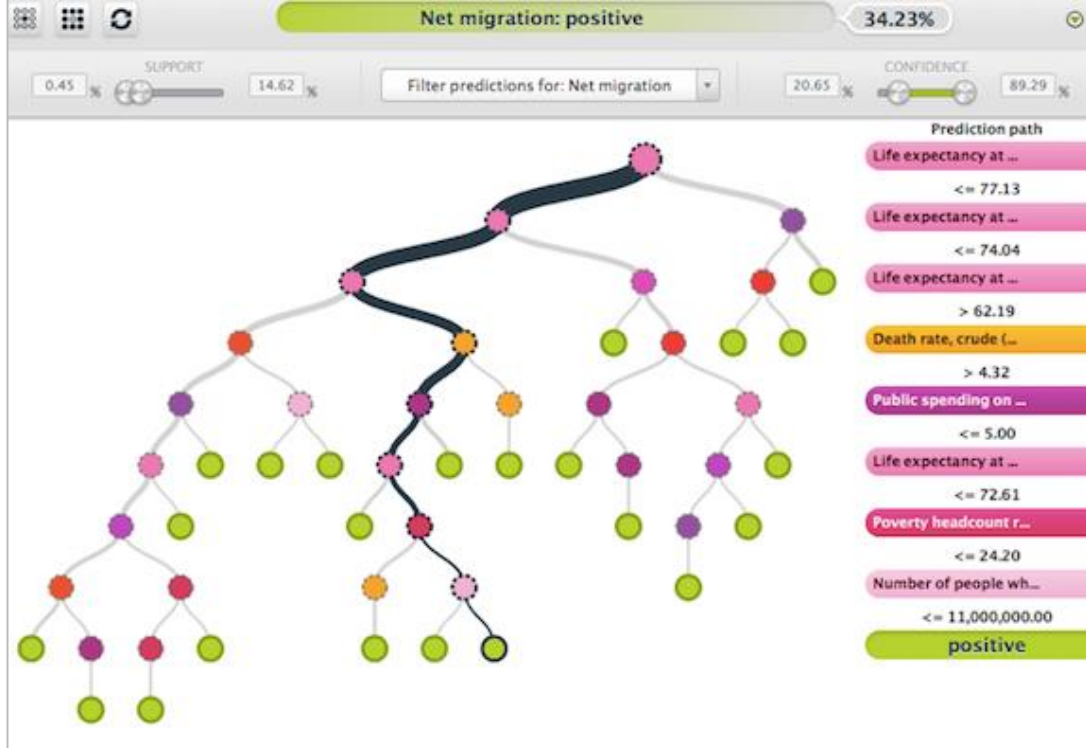 Net migration: positive
34.23%
SUPPORT
0.45 %
14.62 %
Filter predictions for: Net migration
CONFIDENCE
20.65 %
89.29 %
Prediction path
Life expectancy at ...
<= 77.13
Life expectancy at ...
<= 74.04
Life expectancy at ...
> 62.19
Death rate, crude (...
> 4.32
Public spending on ...
<= 5.00
Life expectancy at ...
<= 72.61
Poverty headcount r...
<= 24.20
Number of people wh...
<= 11,000,000.00
positive